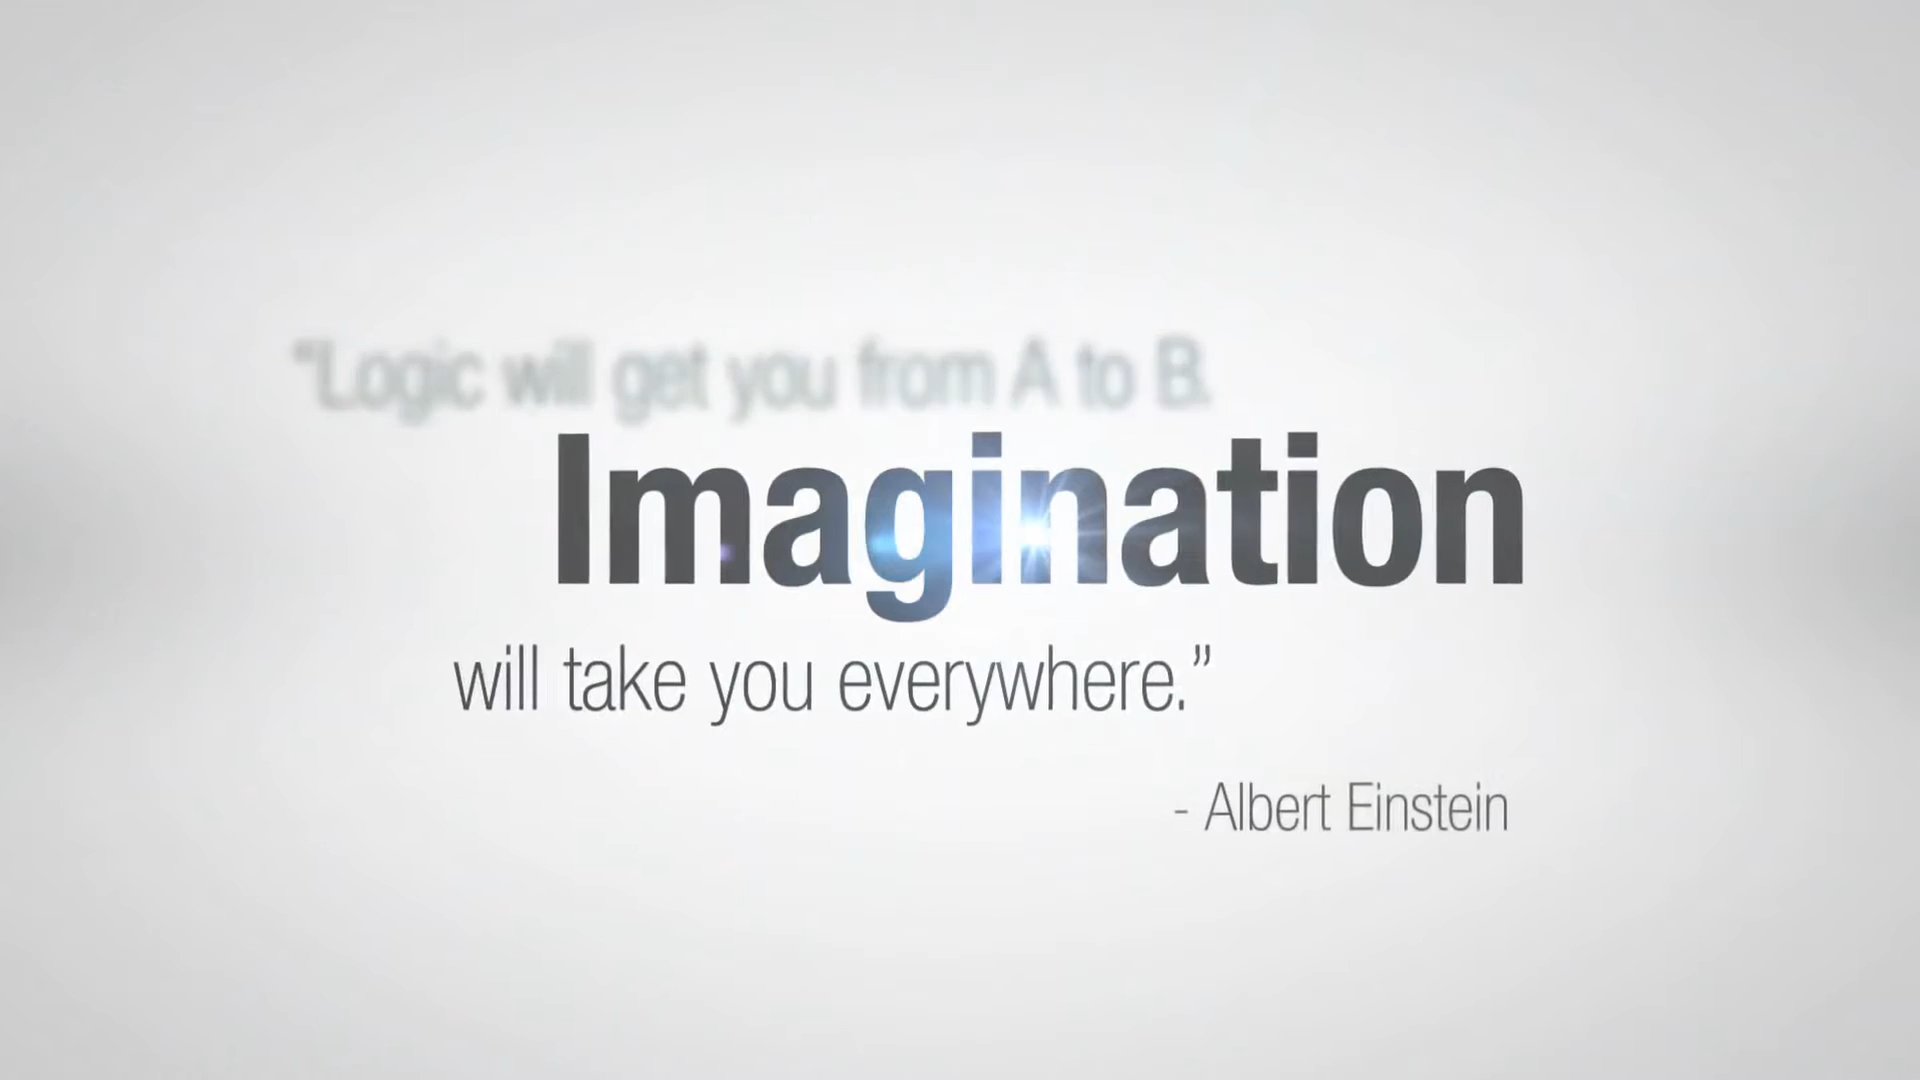 “Logic will get you from A to B.
Imagination
will take you everywhere.”
- Albert Einstein